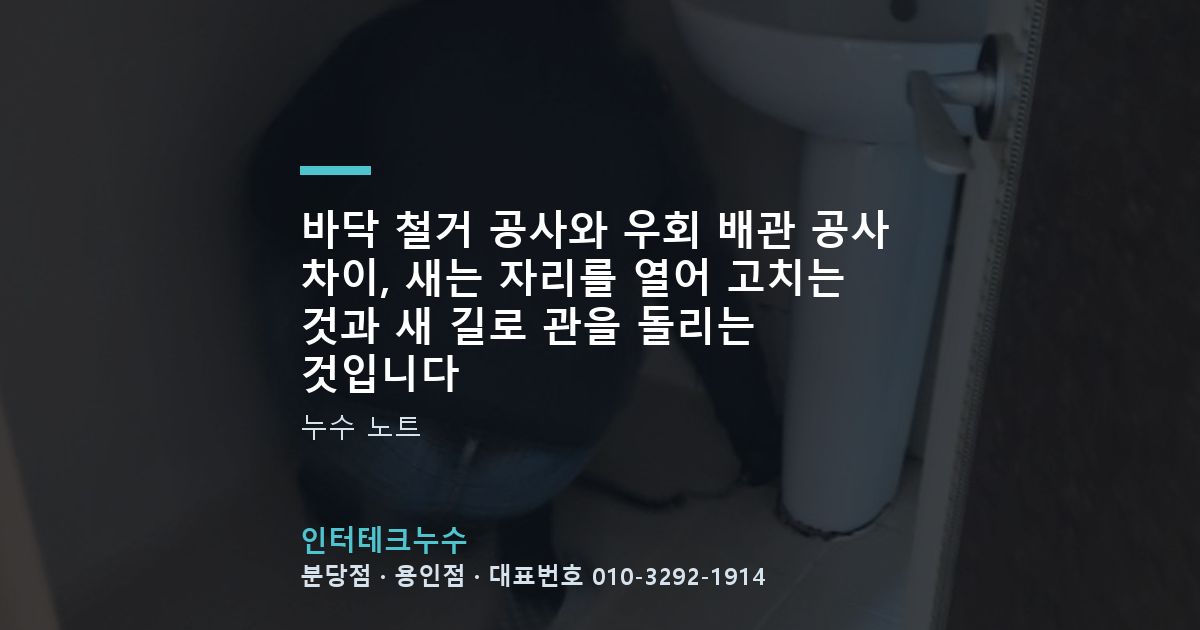 바닥 철거 공사와 우회 배관 공사
차이, 새는 자리를 열어 고치는
것과 새 길로 관을 돌리는
것입니다
누수 노트
인터테크누수
분당점 · 용인점 · 대표번호 010-3292-1914